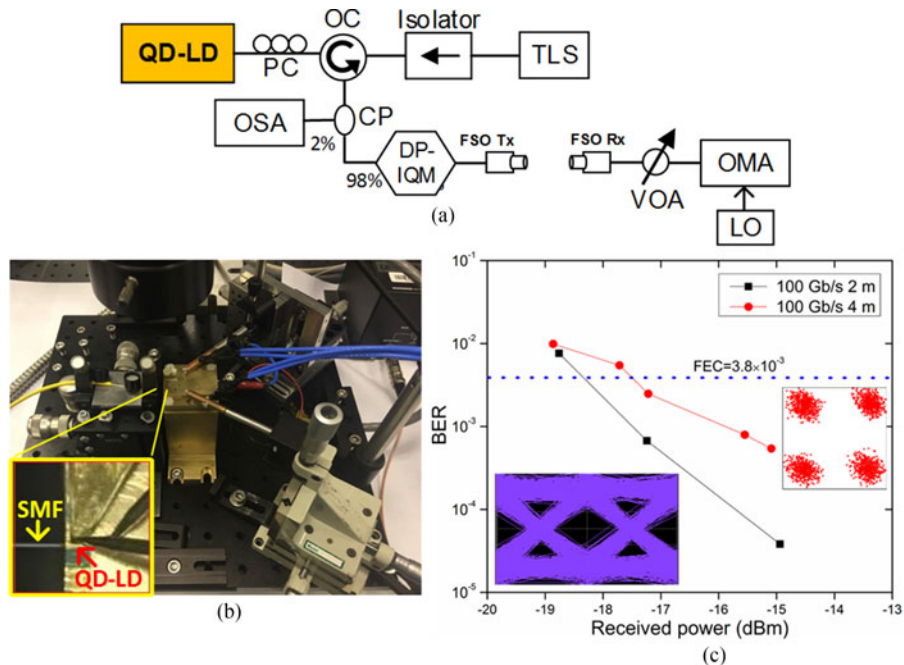 OC
Isolator
QD-LD
PC
TLS
OSA
CP
2%
98%
DP-
IQM
FSO Tx
FSO Rx
VOA
OMA
LO
(a)
SMF
QD-LD
(b)
10⁻¹
10⁻²
10⁻³
10⁻⁴
10⁻⁵
BER
100 Gb/s 2 m
100 Gb/s 4 m
FEC=3.8×10⁻³
-20 -19 -18 -17 -16 -15 -14 -13
Received power (dBm)
(c)